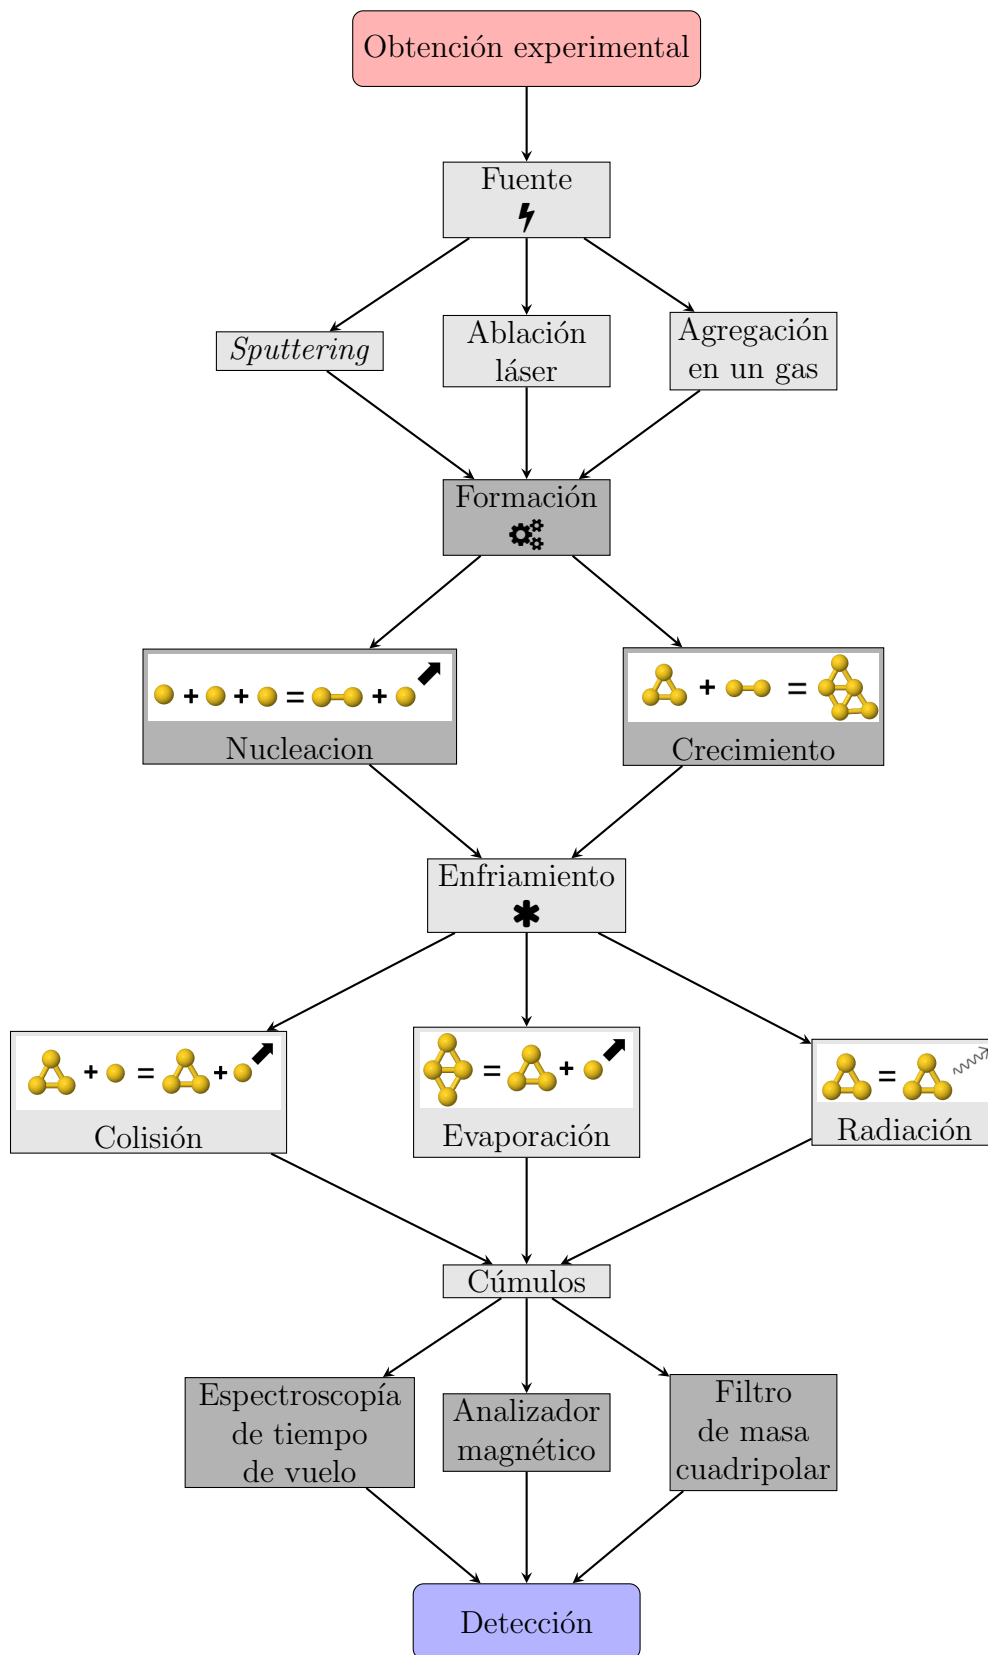 Obtención experimental
Fuente
Sputtering
Ablación
láser
Agregación
en un gas
Formación
+ + = +
Nucleacion
+ =
Crecimiento
Enfriamiento
+ = +
Colisión
= +
Evaporación
=
Radiación
Cúmulos
Espectroscopía
de tiempo
de vuelo
Analizador
magnético
Filtro
de masa
cuadripolar
Detección